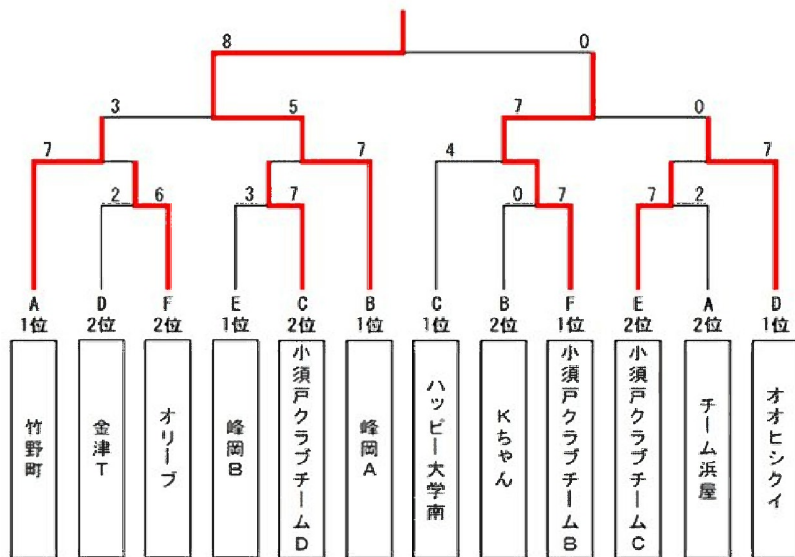 8 0
3 5 7 0
7 7 4 7
2 6 3 7 0 7 7 2
A D F E C B C B F E A D
1位 2位 2位 1位 2位 1位 1位 2位 1位 2位 2位 1位
竹野町
金津T
オリーブ
峰岡B
小須戸クラブチームD
峰岡A
ハッピー大学南
Kちゃん
小須戸クラブチームB
小須戸クラブチームC
チーム浜屋
オオヒシクイ